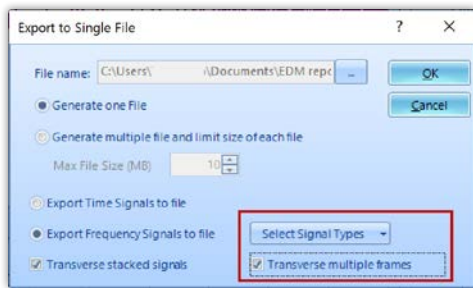 Export to Single File
? X
File name: C:\Users\ \Documents\EDM repo ..
OK
Generate one File
Cancel
Generate multiple file and limit size of each file
Max File Size (MB) 10
Export Time Signals to file
Export Frequency Signals to file Select Signal Types
Transverse stacked signals Transverse multiple frames